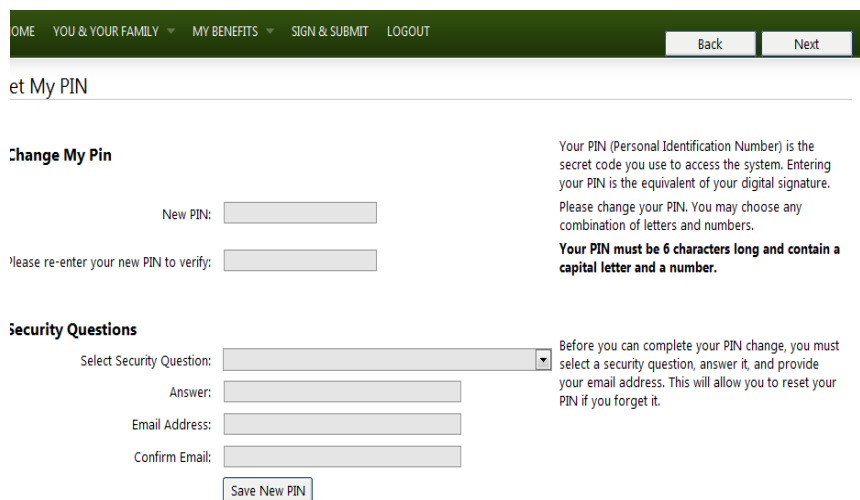 OME YOU & YOUR FAMILY MY BENEFITS SIGN & SUBMIT LOGOUT
Back Next
et My PIN
Change My Pin
Your PIN (Personal Identification Number) is the
secret code you use to access the system. Entering
your PIN is the equivalent of your digital signature.
New PIN:
Please change your PIN. You may choose any
combination of letters and numbers.
Please re-enter your new PIN to verify:
Your PIN must be 6 characters long and contain a
capital letter and a number.
Security Questions
Before you can complete your PIN change, you must
select a security question, answer it, and provide
your email address. This will allow you to reset your
PIN if you forget it.
Select Security Question:
Answer:
Email Address:
Confirm Email:
Save New PIN